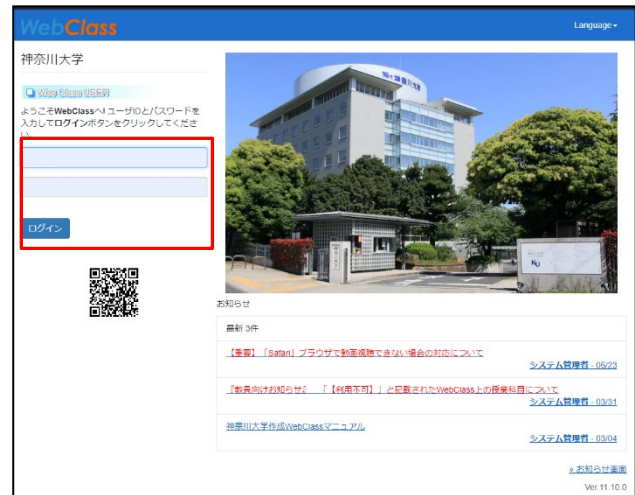 WebClass
Language
神奈川大学
Web Class USER
ようこそWebClassへ! ユーザIDとパスワードを
入力してログインボタンをクリックしてくださ
い。
ログイン
お知らせ
最新 3件
【重要】「Safari」ブラウザで動画視聴できない場合の対応について
システム管理者 - 06/23
『教員向けお知らせ』 「【利用不可】」と記載されたWebClass上の授業科目について
システム管理者 - 03/31
神奈川大学作成WebClassマニュアル
システム管理者 - 03/04
» お知らせ画面
Ver.11.10.0